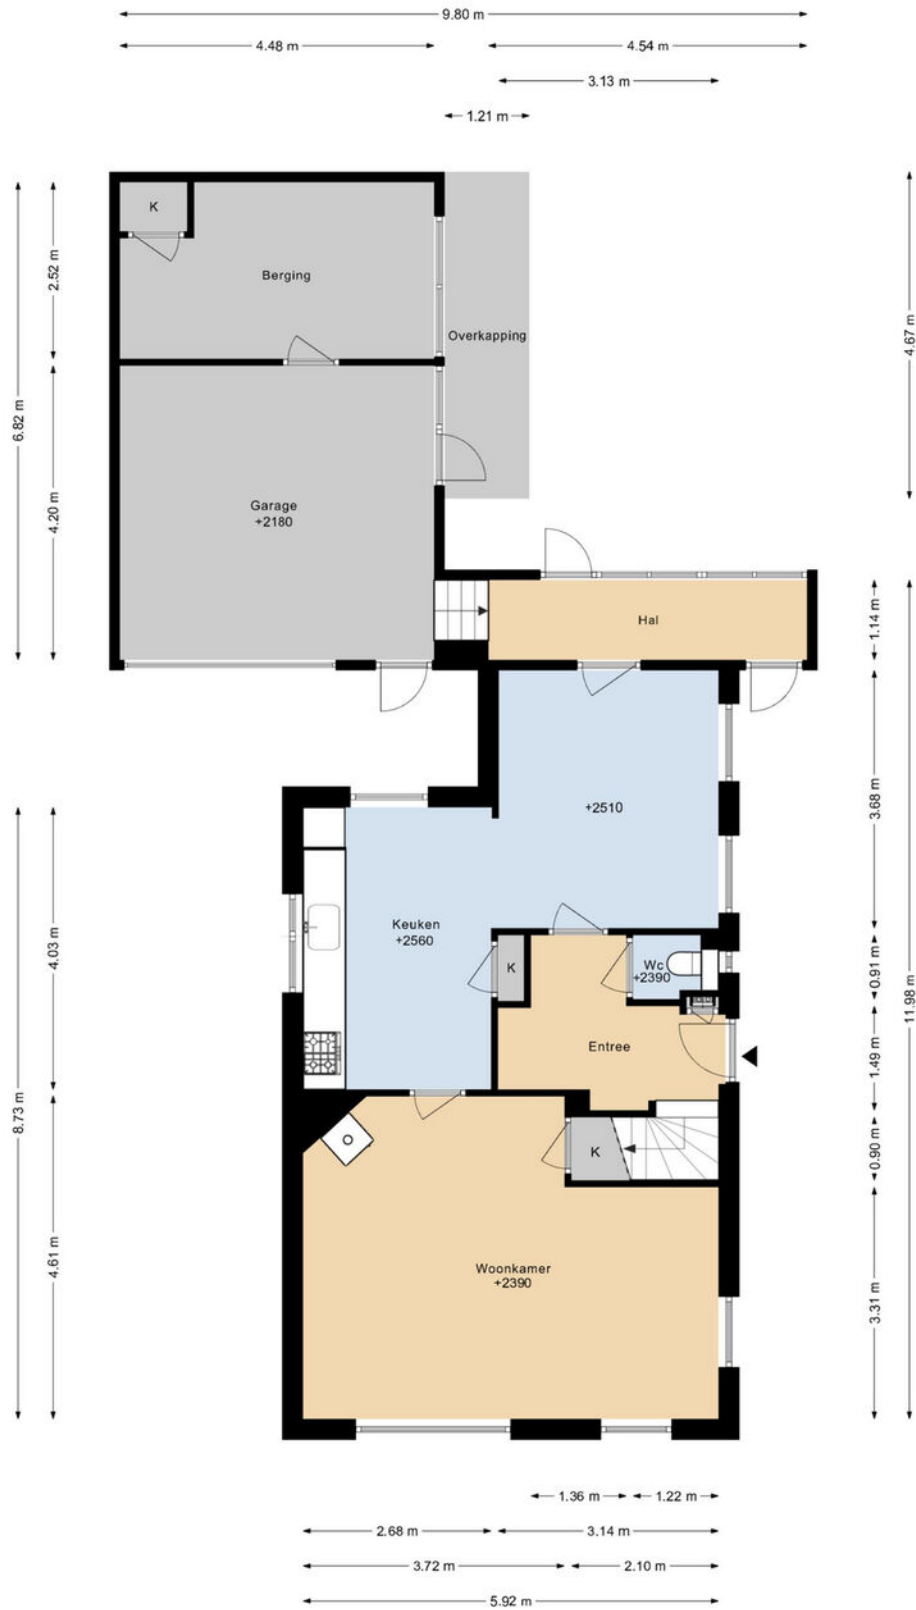 9.80 m
4.48 m
4.54 m
3.13 m
1.21 m
K
Berging
Overkapping
2.52 m
4.67 m
6.82 m
4.20 m
Garage
+2180
Hal
1.14 m
+2510
3.68 m
Keuken
+2560
4.03 m
K
Wc
+2390
0.91 m
11.98 m
Entree
1.49 m
8.73 m
K
0.90 m
4.61 m
Woonkamer
+2390
3.31 m
1.36 m
1.22 m
2.68 m
3.14 m
3.72 m
2.10 m
5.92 m